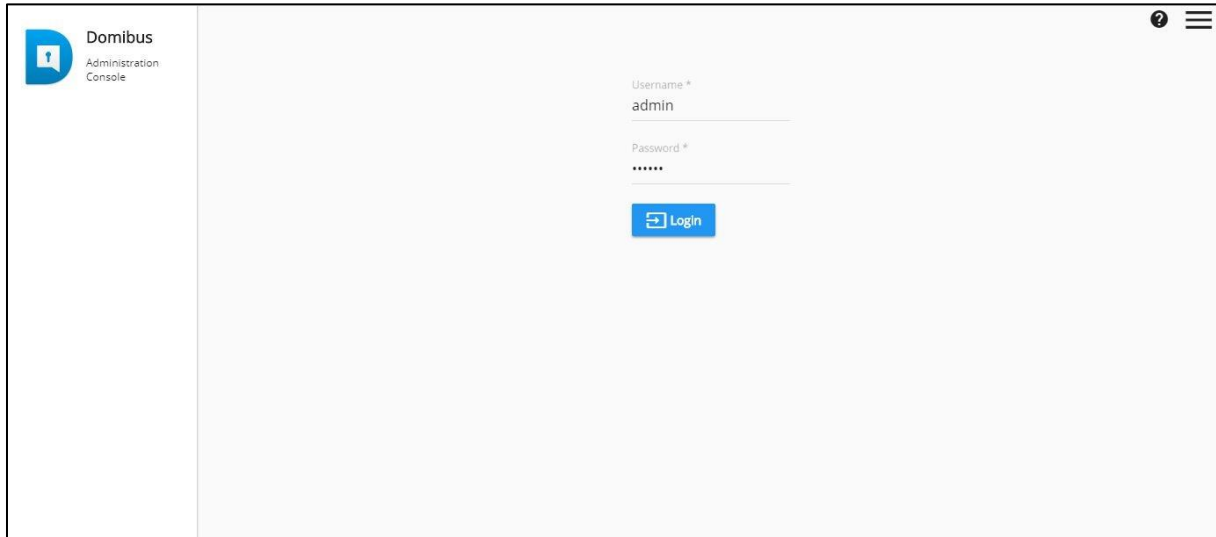 Domibus
Administration
Console
Username *
admin
Password *
••••••
Login